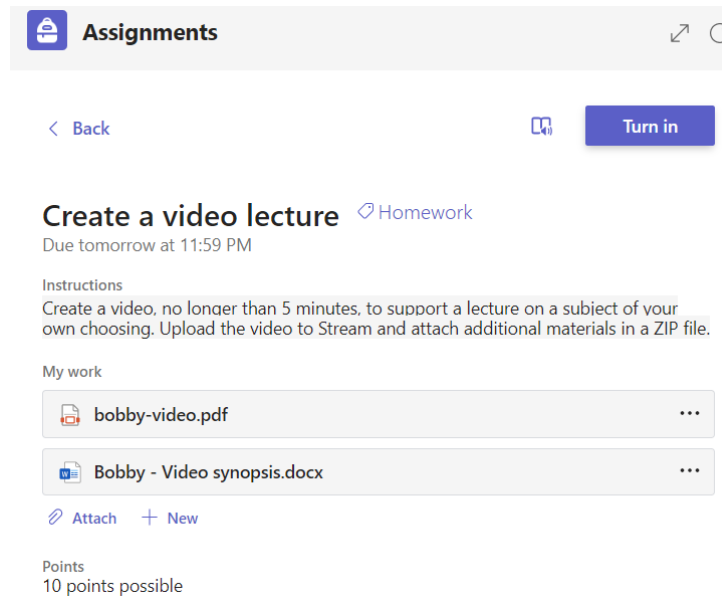 Assignments
Back
Turn in
Create a video lecture Homework
Due tomorrow at 11:59 PM
Instructions
Create a video, no longer than 5 minutes, to support a lecture on a subject of your
own choosing. Upload the video to Stream and attach additional materials in a ZIP file.
My work
bobby-video.pdf
Bobby - Video synopsis.docx
Attach + New
Points
10 points possible